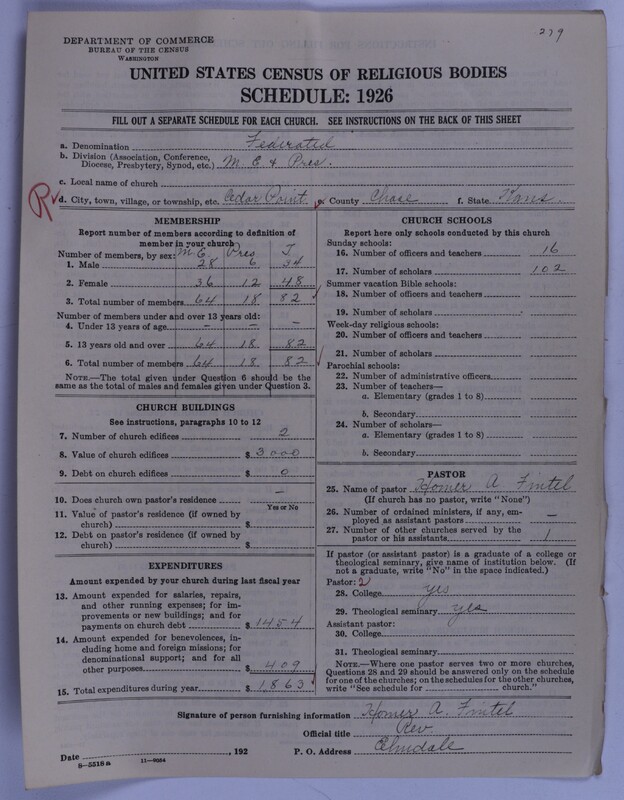 279
DEPARTMENT OF COMMERCE
BUREAU OF THE CENSUS
WASHINGTON
UNITED STATES CENSUS OF RELIGIOUS BODIES
SCHEDULE: 1926
FILL OUT A SEPARATE SCHEDULE FOR EACH CHURCH. SEE INSTRUCTIONS ON THE BACK OF THIS SHEET
a. Denomination Federated
b. Division (Association, Conference, Diocese, Presbytery, Synod, etc.) M. E. & Pres.
c. Local name of church
R
d. City, town, village, or township, etc. Cedar Point e. County Chase f. State Kans.
MEMBERSHIP
Report number of members according to definition of
member in your church
Number of members, by sex: M. E. Pres T
1. Male 28 6 34
2. Female 36 12 48
3. Total number of members 64 18 82
Number of members under and over 13 years old:
4. Under 13 years of age – – –
5. 13 years old and over 64 18 82
6. Total number of members 64 18 82
NOTE.—The total given under Question 6 should be the
same as the total of males and females given under Question 3.
CHURCH BUILDINGS
See instructions, paragraphs 10 to 12
7. Number of church edifices 2
8. Value of church edifices $ 3000
9. Debt on church edifices $ 0
10. Does church own pastor's residence –
Yes or No
11. Value of pastor's residence (if owned by
church) $
12. Debt on pastor's residence (if owned by
church) $
EXPENDITURES
Amount expended by your church during last fiscal year
13. Amount expended for salaries, repairs,
and other running expenses; for im-
provements or new buildings; and for
payments on church debt $ 1454
14. Amount expended for benevolences, in-
cluding home and foreign missions; for
denominational support; and for all
other purposes $ 409
15. Total expenditures during year $ 1863
CHURCH SCHOOLS
Report here only schools conducted by this church
Sunday schools:
16. Number of officers and teachers 16
17. Number of scholars 102
Summer vacation Bible schools:
18. Number of officers and teachers
19. Number of scholars
Week-day religious schools:
20. Number of officers and teachers
21. Number of scholars
Parochial schools:
22. Number of administrative officers
23. Number of teachers—
a. Elementary (grades 1 to 8)
b. Secondary
24. Number of scholars—
a. Elementary (grades 1 to 8)
b. Secondary
PASTOR
25. Name of pastor Homer A
(If church has no pastor, write "None")
26. Number of ordained ministers, if any, em-
ployed as assistant pastors –
27. Number of other churches served by the
pastor or his assistants 1
If pastor (or assistant pastor) is a graduate of a college or
theological seminary, give name of institution below. (If
not a graduate, write "No" in the space indicated.)
Pastor: 2
28. College yes
29. Theological seminary yes
Assistant pastor:
30. College
31. Theological seminary
NOTE.—Where one pastor serves two or more churches,
Questions 28 and 29 should be answered only on the schedule
for one of the churches; on the schedules for the other churches,
write "See schedule for church."
Signature of person furnishing information Homer A.
Official title Rev
Date , 192 P. O. Address Elmdale
8—5518 a 11—9054